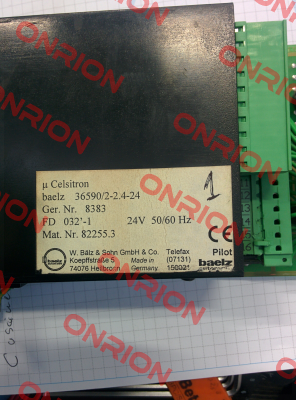 ONRION
µ Celsitron
baelz 36590/2-2.4-24
Ger. Nr. 8383
FD 032'-1 24V 50/60 Hz
Mat. Nr. 82255.3
1
CE
W. Bälz & Sohn GmbH & Co. Telefax Pilot
Koepffstraße 5 Made in (07131) baelz
74076 Heilbronn Germany 150021